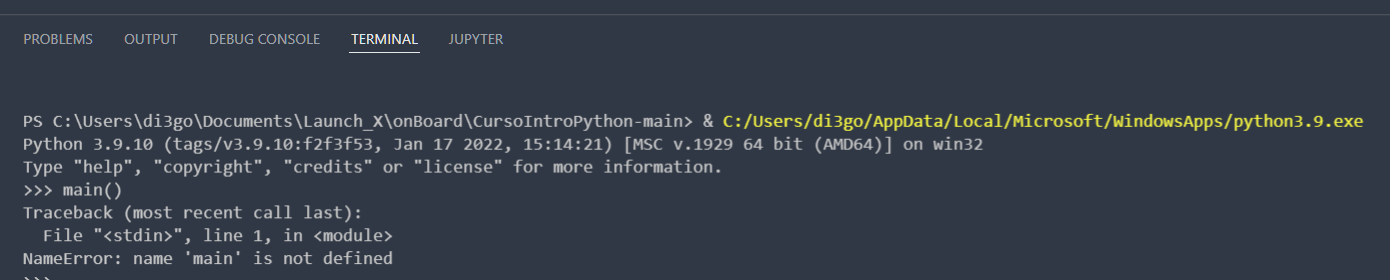 PROBLEMS OUTPUT DEBUG CONSOLE TERMINAL JUPYTER
PS C:\Users\di3go\Documents\Launch_X\onBoard\CursoIntroPython-main> & C:/Users/di3go/AppData/Local/Microsoft/WindowsApps/python3.9.exe
Python 3.9.10 (tags/v3.9.10:f2f3f53, Jan 17 2022, 15:14:21) [MSC v.1929 64 bit (AMD64)] on win32
Type "help", "copyright", "credits" or "license" for more information.
>>> main()
Traceback (most recent call last):
  File "<stdin>", line 1, in <module>
NameError: name 'main' is not defined
>>>